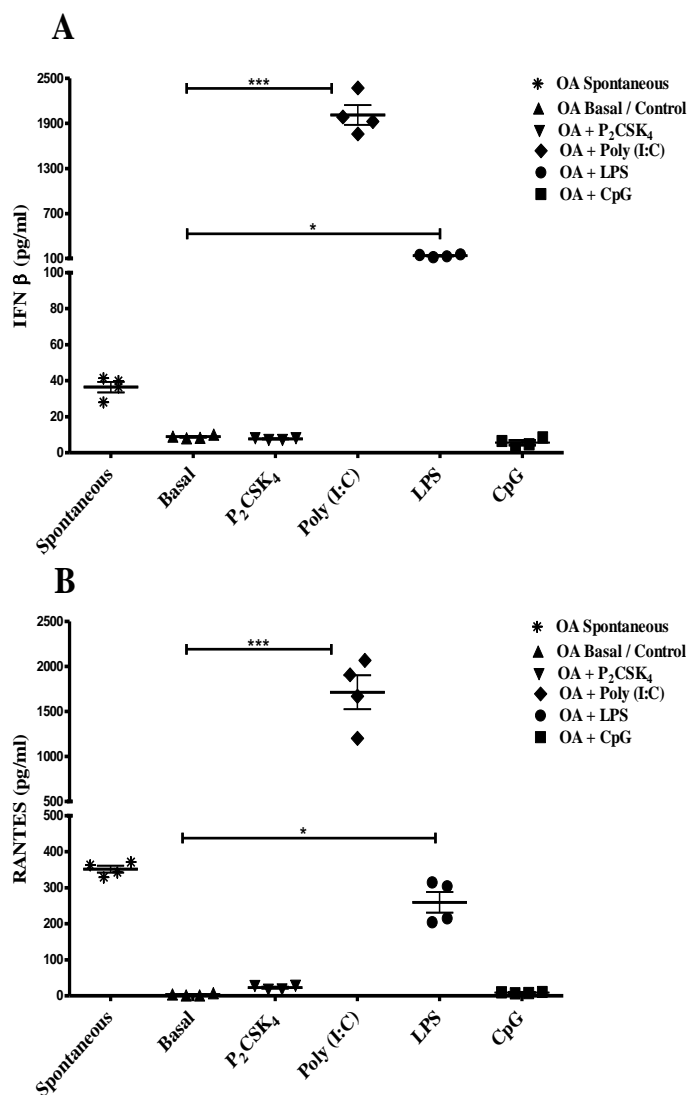 A
IFN β (pg/ml)
2500
1900
1300
700
100
100
80
60
40
20
0
***
*
Spontaneous
Basal
P₂CSK₄
Poly (I:C)
LPS
CpG
OA Spontaneous
OA Basal / Control
OA + P₂CSK₄
OA + Poly (I:C)
OA + LPS
OA + CpG
B
RANTES (pg/ml)
2500
2000
1500
1000
500
500
400
300
200
100
0
***
*
Spontaneous
Basal
P₂CSK₄
Poly (I:C)
LPS
CpG
OA Spontaneous
OA Basal / Control
OA + P₂CSK₄
OA + Poly (I:C)
OA + LPS
OA + CpG